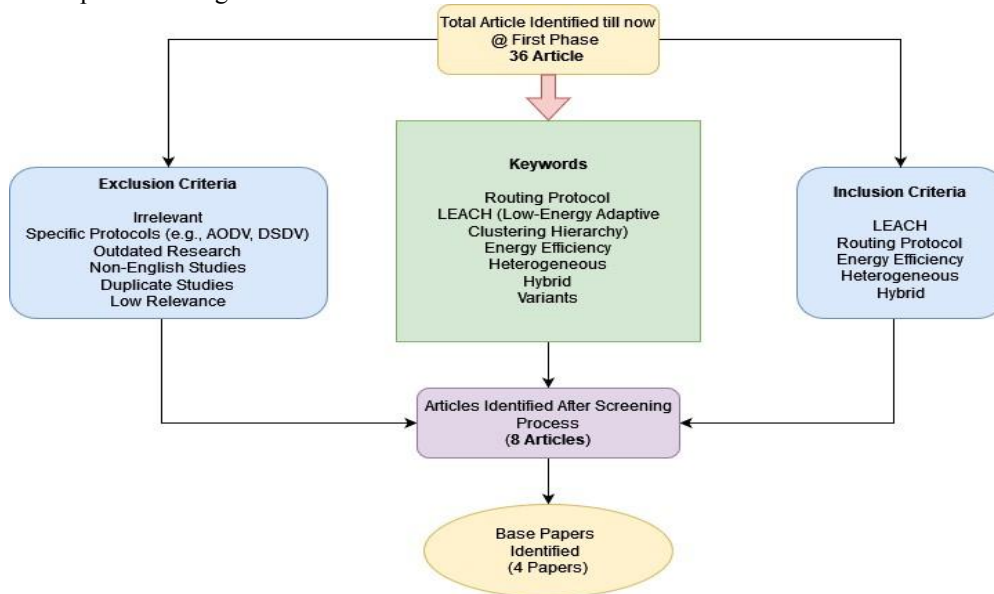 Total Article Identified till now
@ First Phase
36 Article
Exclusion Criteria
Irrelevant
Specific Protocols (e.g., AODV, DSDV)
Outdated Research
Non-English Studies
Duplicate Studies
Low Relevance
Keywords
Routing Protocol
LEACH (Low-Energy Adaptive
Clustering Hierarchy)
Energy Efficiency
Heterogeneous
Hybrid
Variants
Inclusion Criteria
LEACH
Routing Protocol
Energy Efficiency
Heterogeneous
Hybrid
Articles Identified After Screening
Process
(8 Articles)
Base Papers
Identified
(4 Papers)